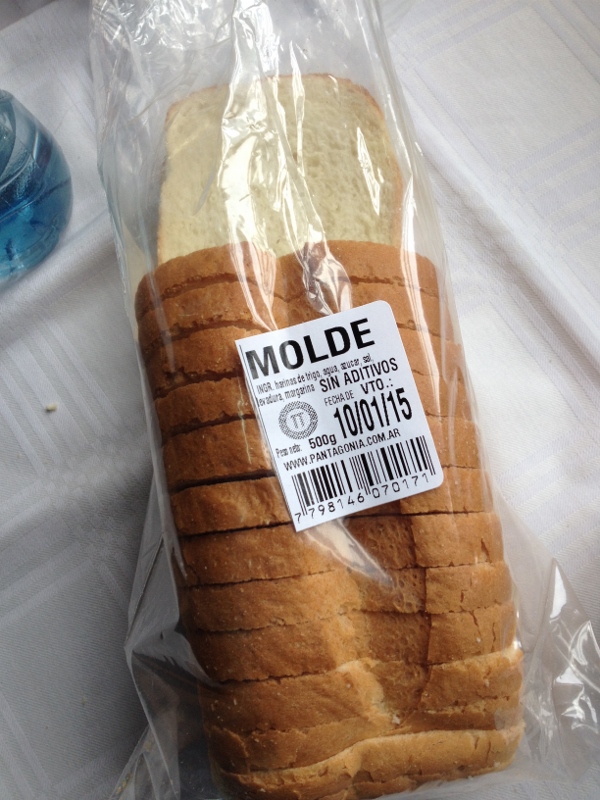 MOLDE
INGR. harinas de trigo, agua, azucar, sal,
levadura, margarina SIN ADITIVOS
FECHA DE VTO.:
10/01/15
Peso neto: 500g
WWW.PANTAGONIA.COM.AR
7 798146 070171